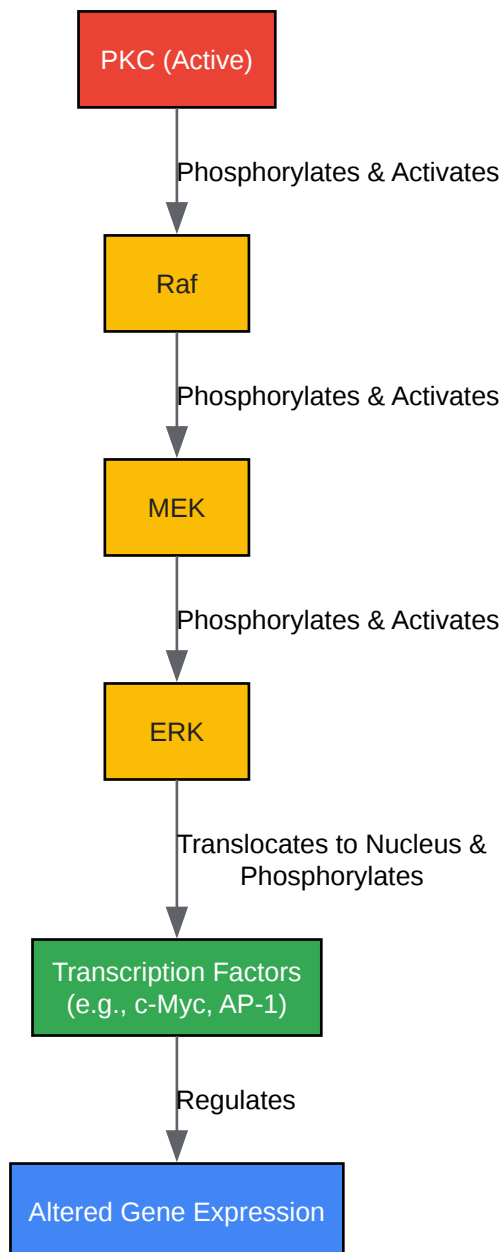 PKC (Active)
Phosphorylates & Activates
Raf
Phosphorylates & Activates
MEK
Phosphorylates & Activates
ERK
Translocates to Nucleus &
Phosphorylates
Transcription Factors
(e.g., c-Myc, AP-1)
Regulates
Altered Gene Expression